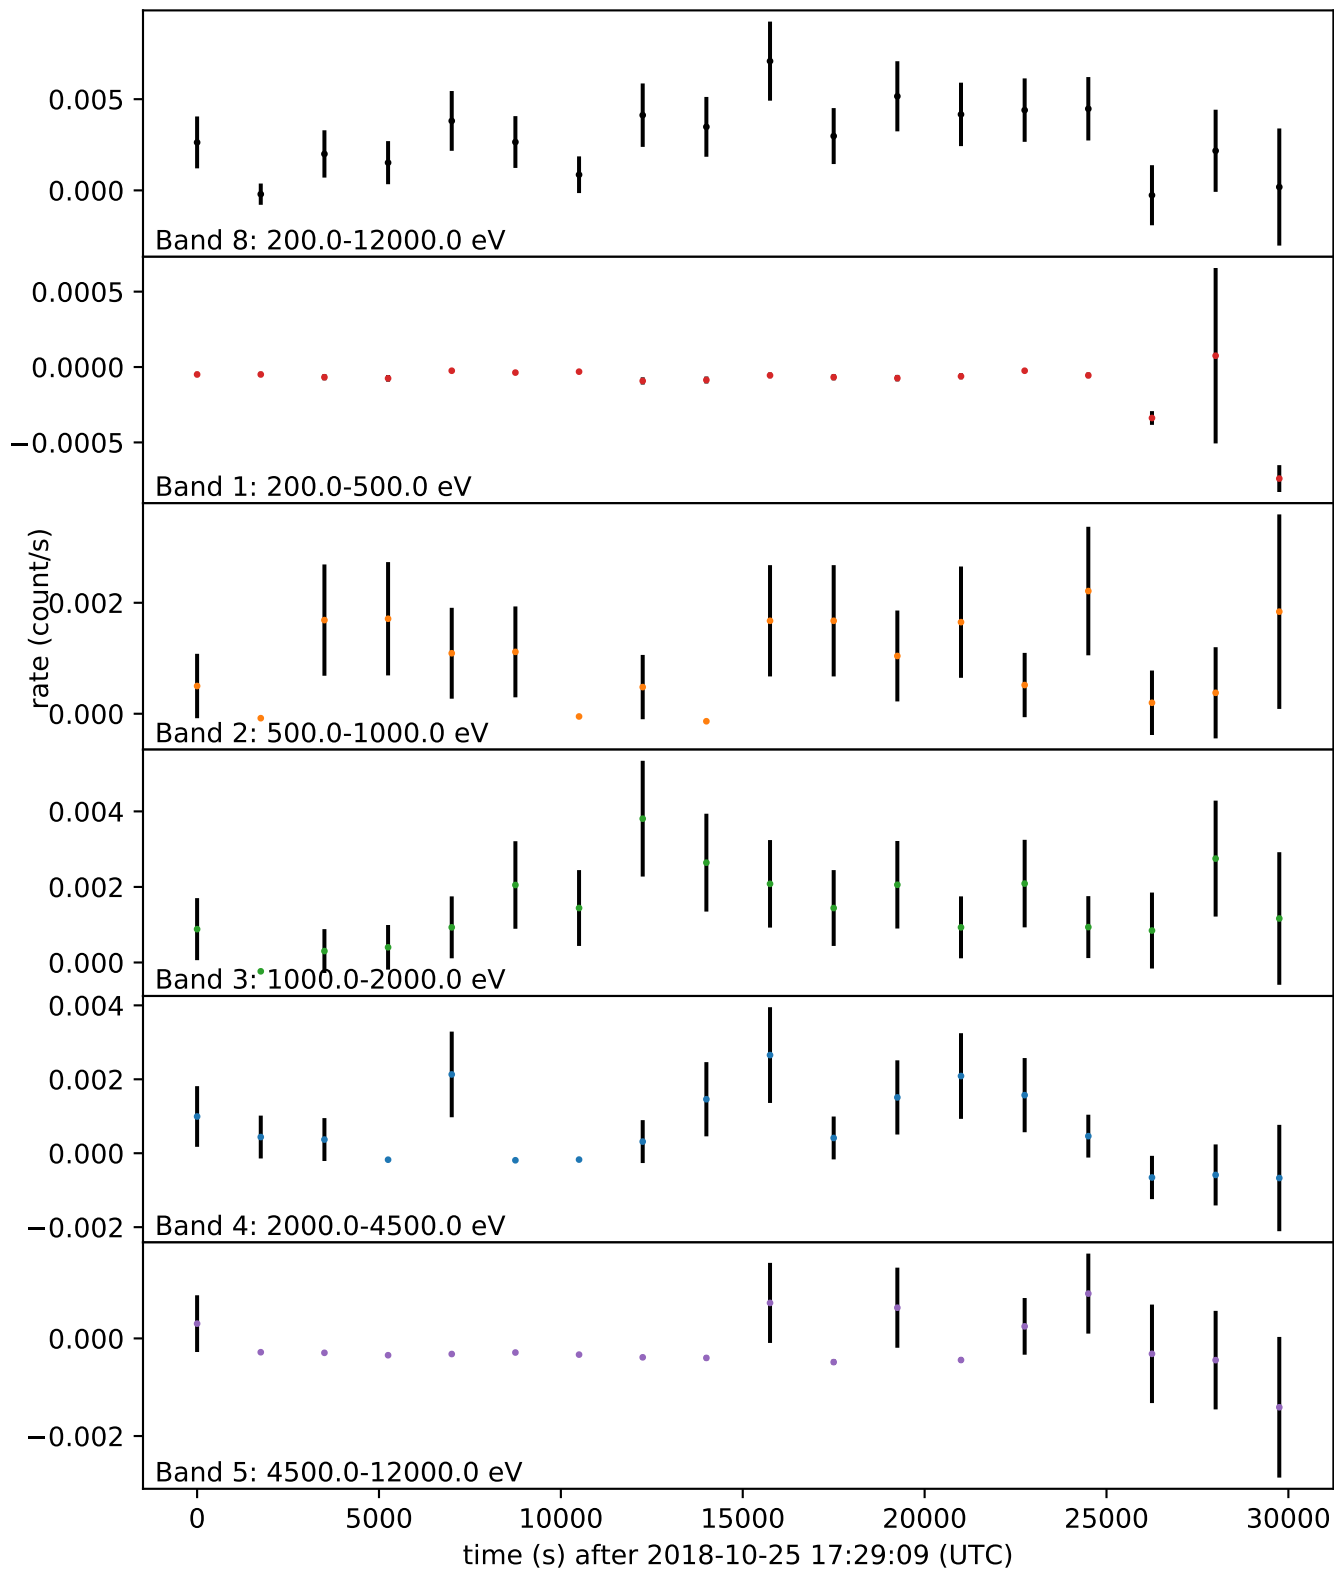 0.005
0.000
Band 8: 200.0-12000.0 eV
0.0005
0.0000
−0.0005
Band 1: 200.0-500.0 eV
rate (count/s)
0.002
0.000
Band 2: 500.0-1000.0 eV
0.004
0.002
0.000
Band 3: 1000.0-2000.0 eV
0.004
0.002
0.000
−0.002
Band 4: 2000.0-4500.0 eV
0.000
−0.002
Band 5: 4500.0-12000.0 eV
0 5000 10000 15000 20000 25000 30000
time (s) after 2018-10-25 17:29:09 (UTC)